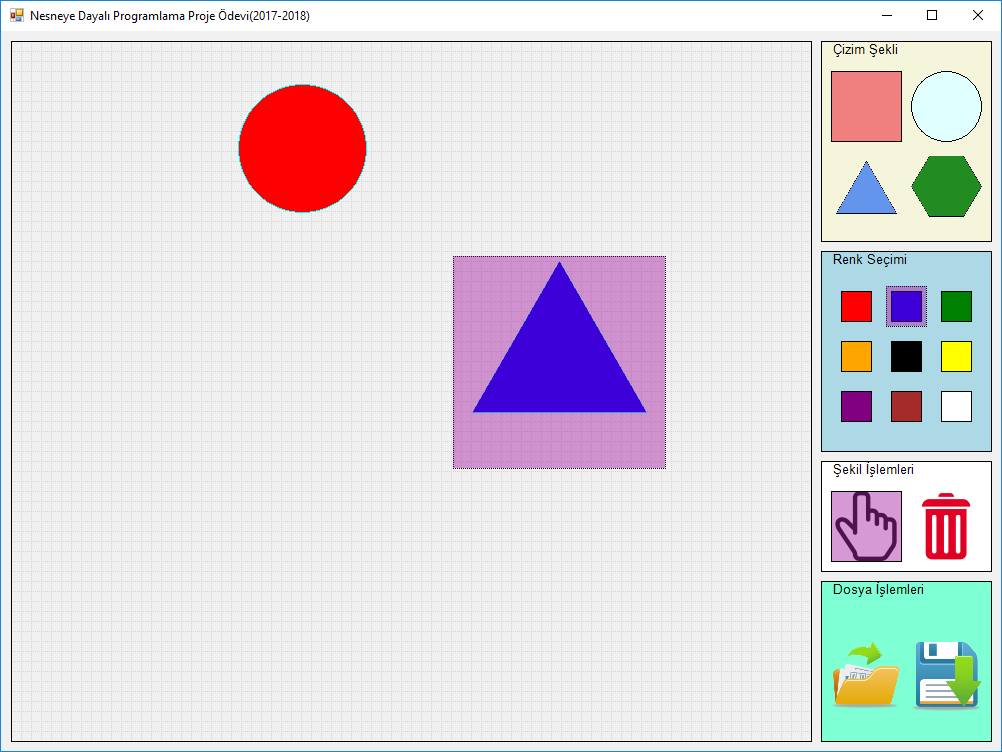 Nesneye Dayalı Programlama Proje Ödevi(2017-2018)
Çizim Şekli
Renk Seçimi
Şekil İşlemleri
Dosya İşlemleri